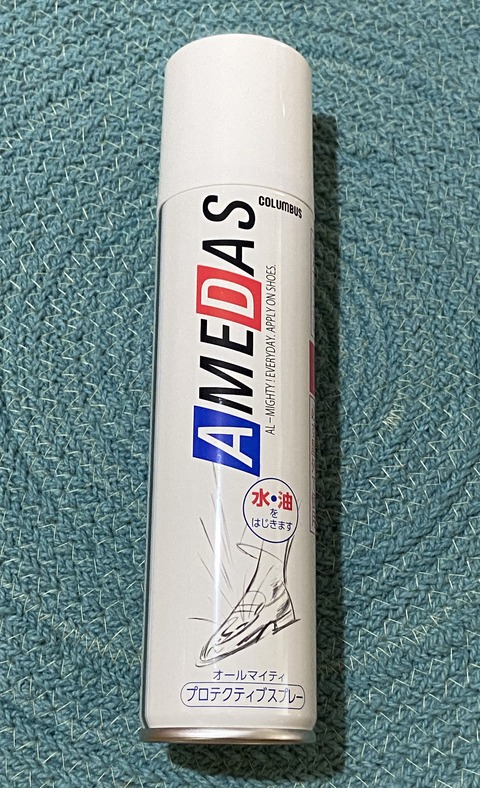 COLUMBUS
AMEDAS
AL-MIGHTY! EVERYDAY. APPLY ON SHOES.
水・油
を
はじきます
オールマイティ
プロテクティブスプレー